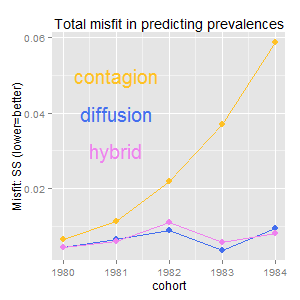 Total misfit in predicting prevalences
Misfit: SS (lower=better)
0.06
0.04
0.02
contagion
diffusion
hybrid
1980 1981 1982 1983 1984
cohort